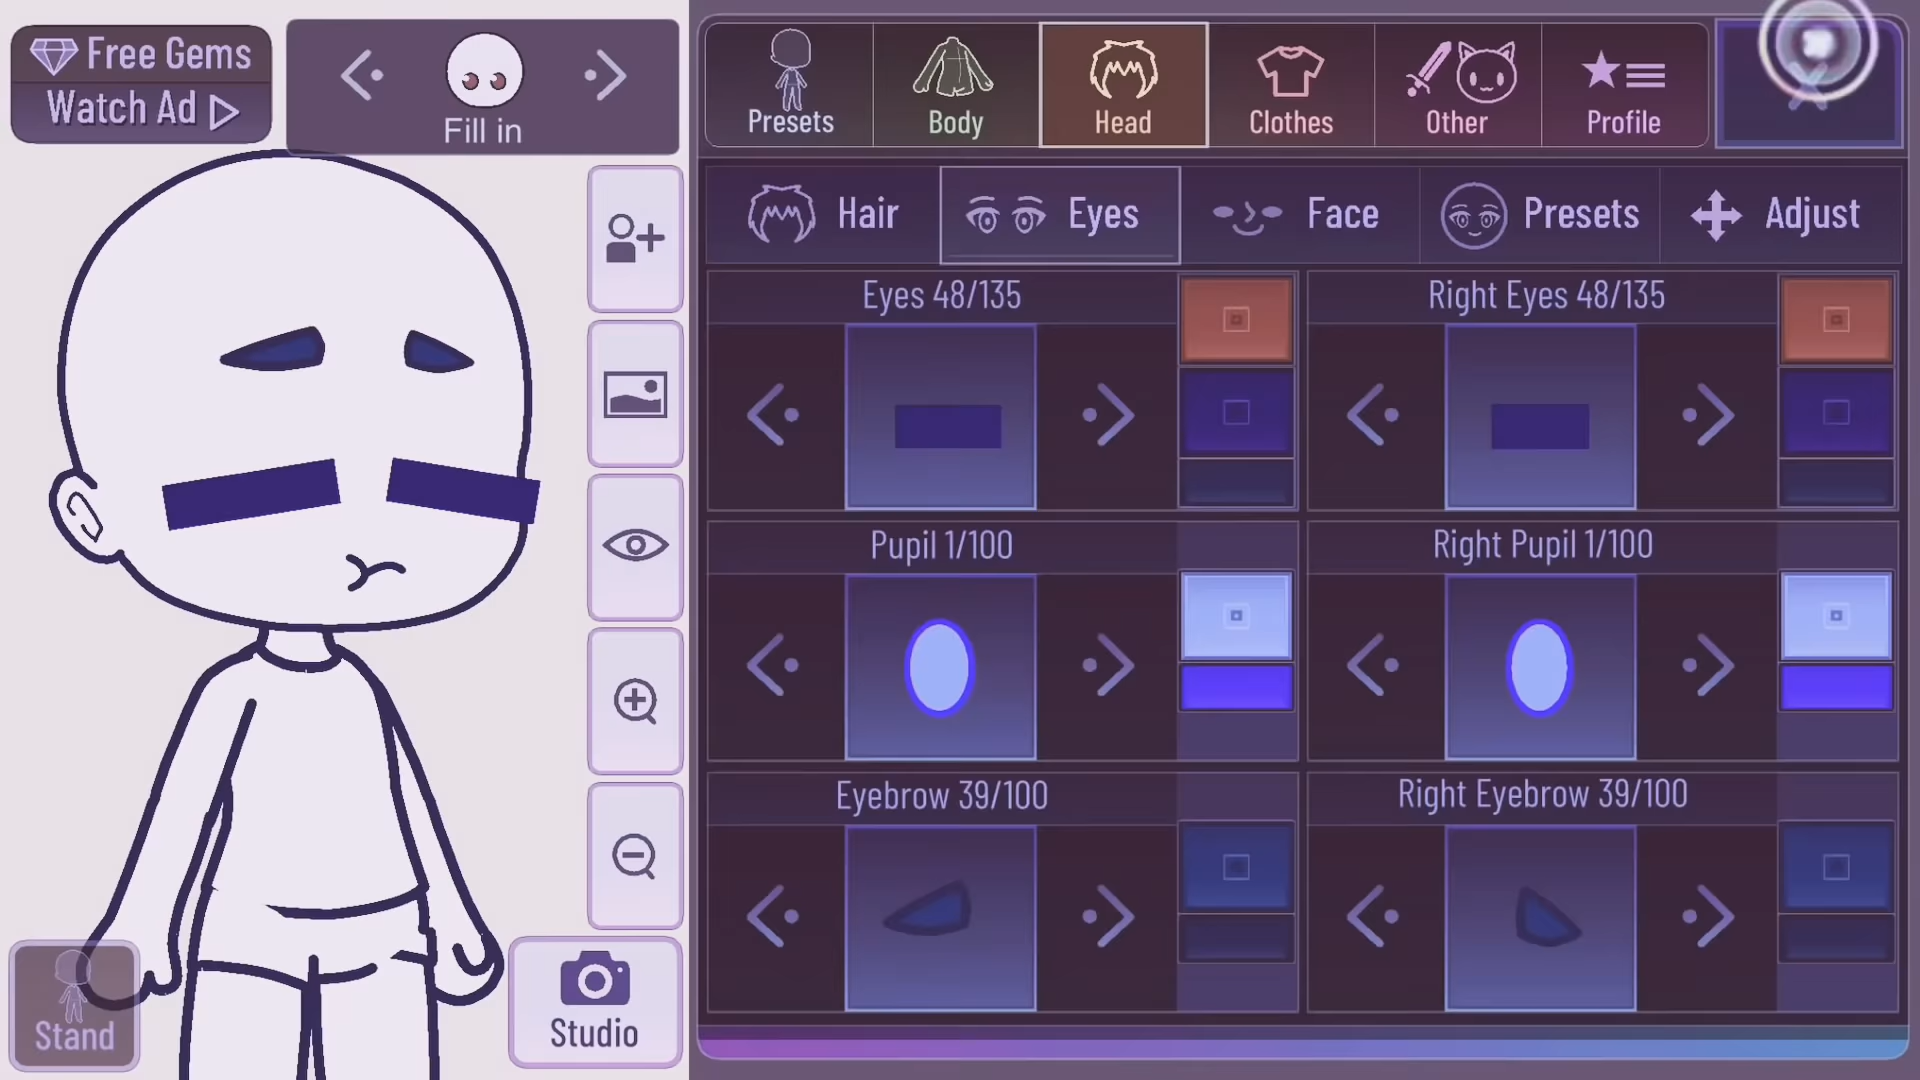 Free Gems
Watch Ad
Fill in
Presets
Body
Head
Clothes
Other
Profile
Hair
Eyes
Face
Presets
Adjust
Eyes 48/135
Right Eyes 48/135
Pupil 1/100
Right Pupil 1/100
Eyebrow 39/100
Right Eyebrow 39/100
Stand
Studio